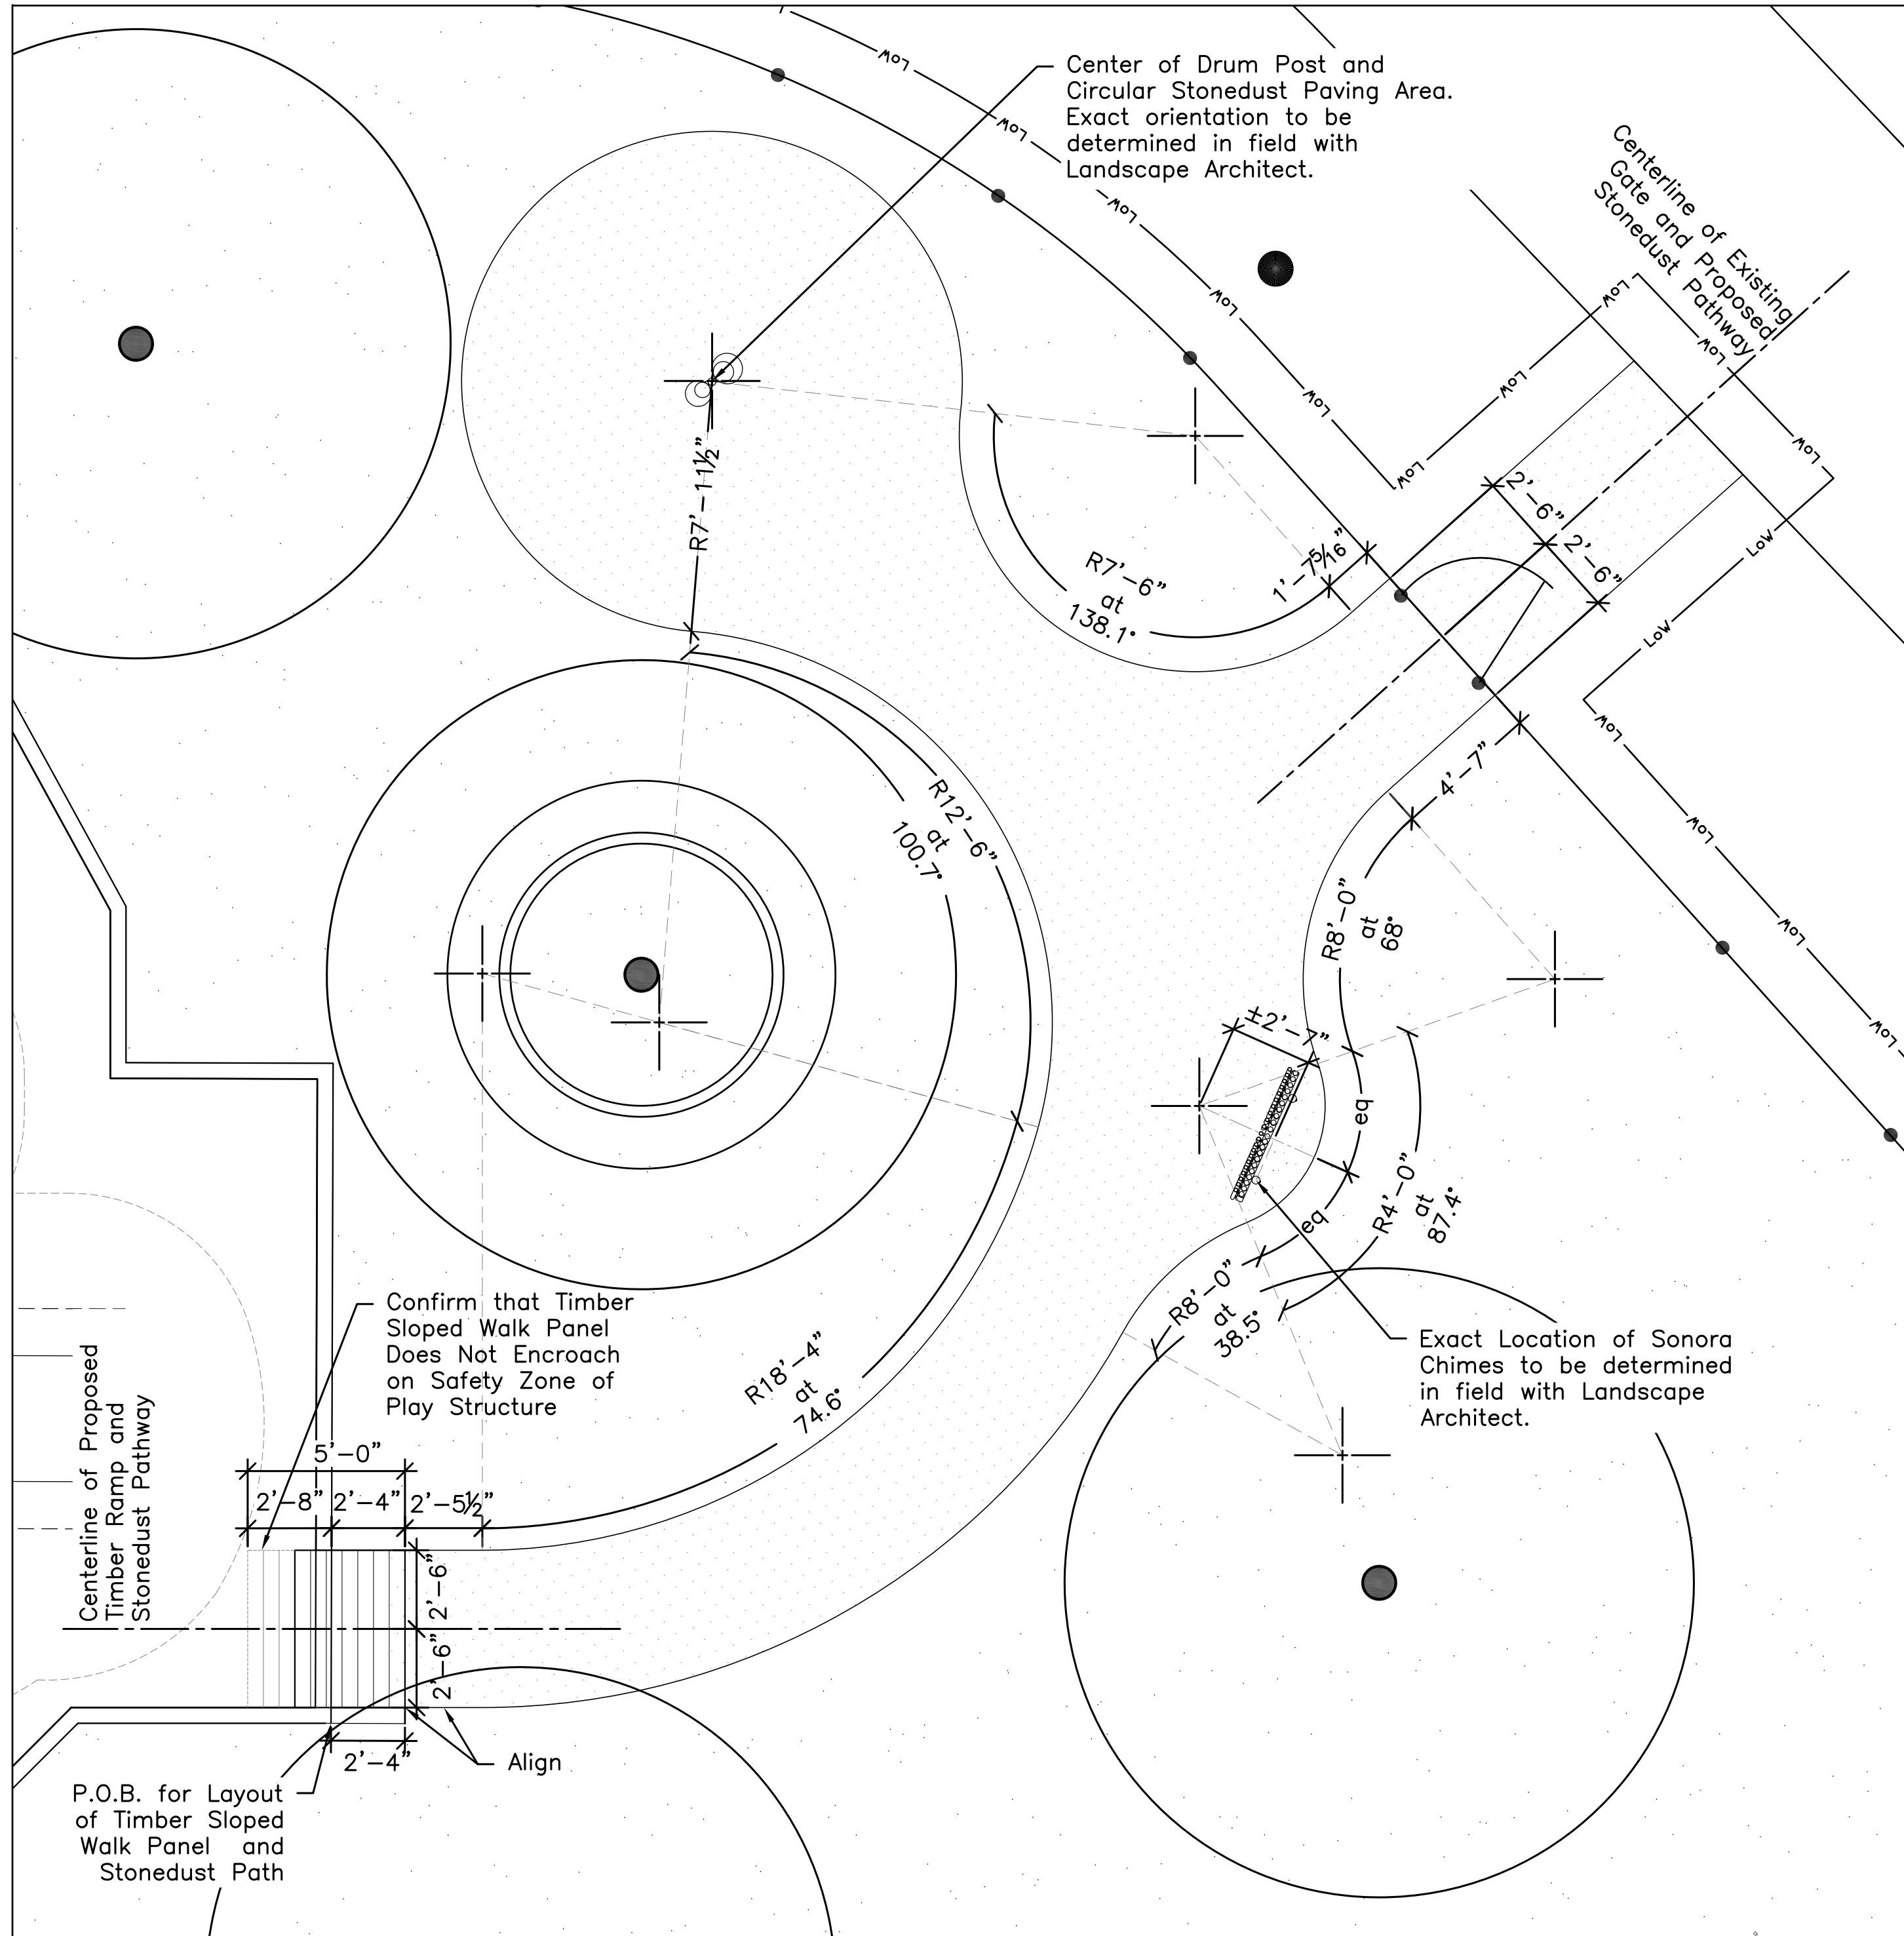 LoW
Center of Drum Post and
Circular Stonedust Paving Area.
Exact orientation to be
determined in field with
Landscape Architect.
LoW
LoW
LoW
LoW
LoW
Centerline of Existing
Gate and Proposed
Stonedust Pathway
LoW
LoW
LoW
LoW
LoW
LoW
LoW
LoW
LoW
LoW
LoW
R7'-11½"
R7'-6"
at
138.1°
1'-7 5/16"
2'-6"
2'-6"
4'-7"
R12'-6"
at
100.7°
R8'-0"
at
68°
±2'-7"
eq
eq
R4'-0"
at
87.4°
R8'-0"
at
38.5°
Exact Location of Sonora
Chimes to be determined
in field with Landscape
Architect.
Confirm that Timber
Sloped Walk Panel
Does Not Encroach
on Safety Zone of
Play Structure
R18'-4"
at
74.6°
Centerline of Proposed
Timber Ramp and
Stonedust Pathway
5'-0"
2'-8"
2'-4"
2'-5½"
2'-6"
2'-6"
2'-4"
Align
P.O.B. for Layout
of Timber Sloped
Walk Panel and
Stonedust Path